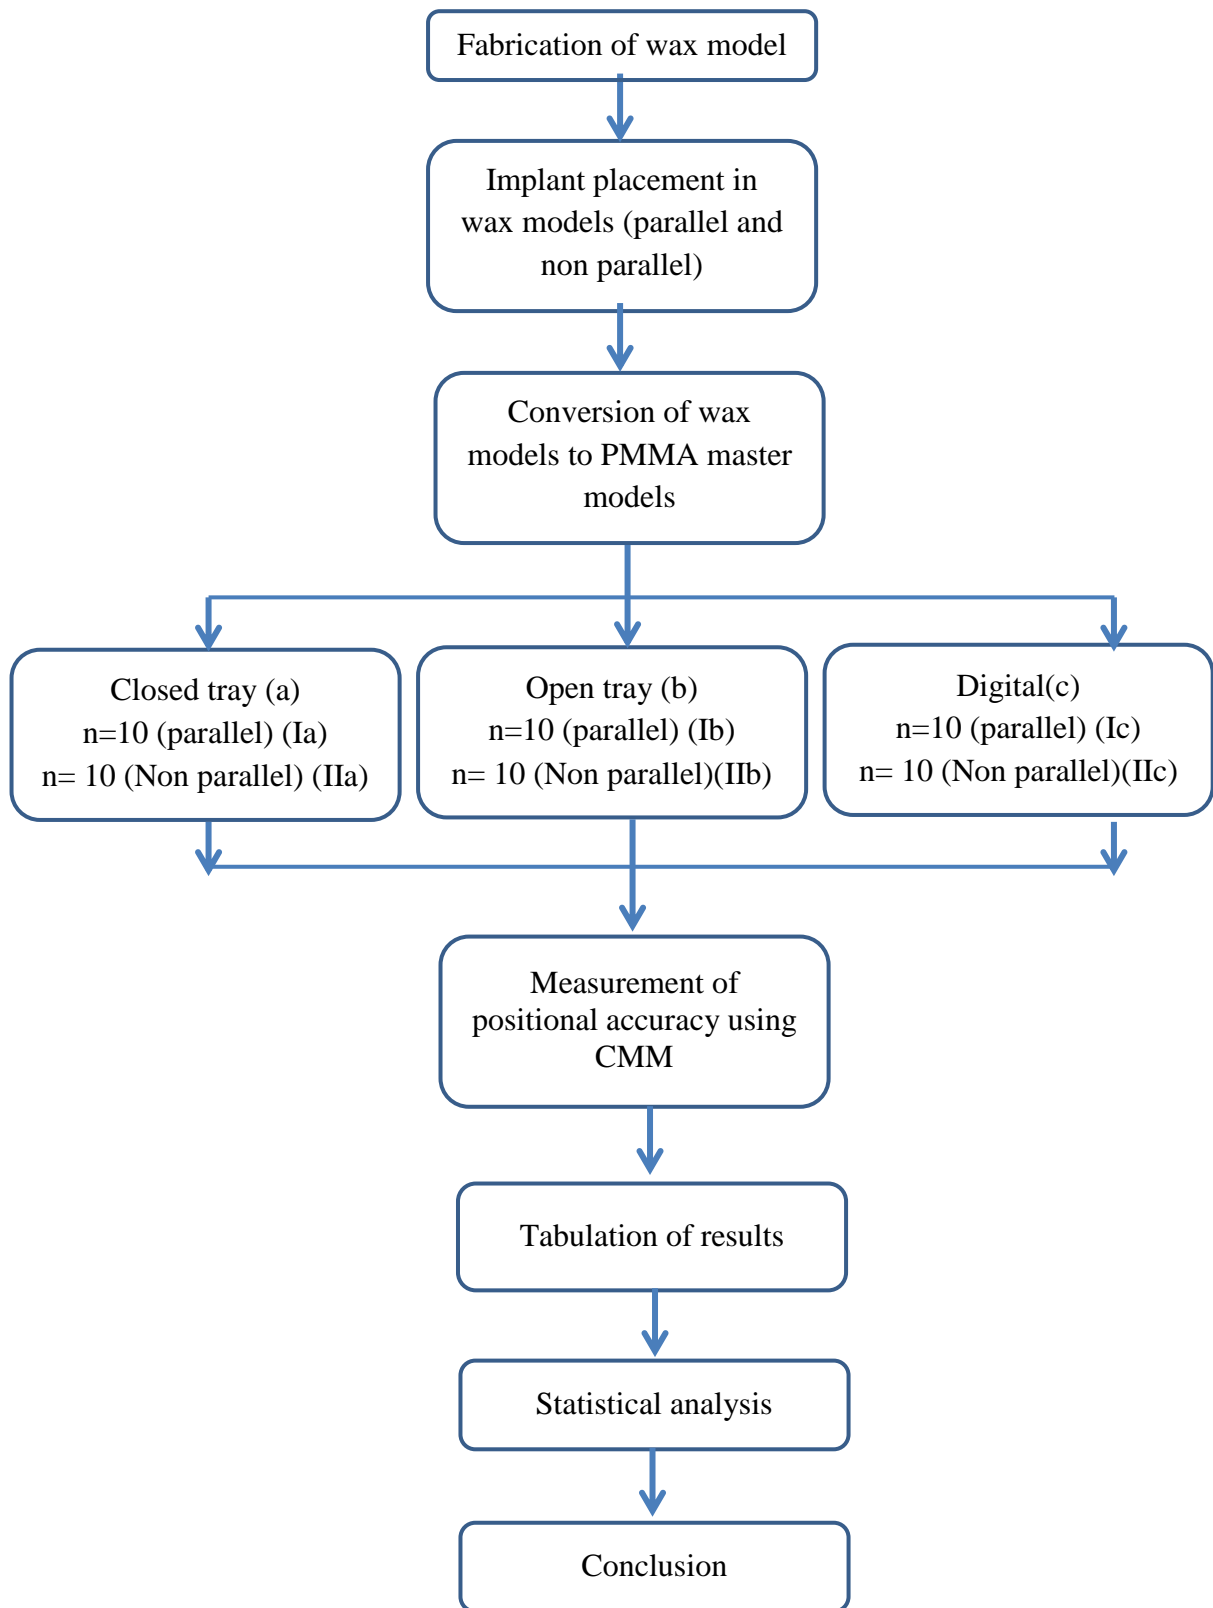 Fabrication of wax model
Implant placement in
wax models (parallel and
non parallel)
Conversion of wax
models to PMMA master
models
Closed tray (a)
n=10 (parallel) (Ia)
n= 10 (Non parallel) (IIa)
Open tray (b)
n=10 (parallel) (Ib)
n= 10 (Non parallel)(IIb)
Digital(c)
n=10 (parallel) (Ic)
n= 10 (Non parallel)(IIc)
Measurement of
positional accuracy using
CMM
Tabulation of results
Statistical analysis
Conclusion